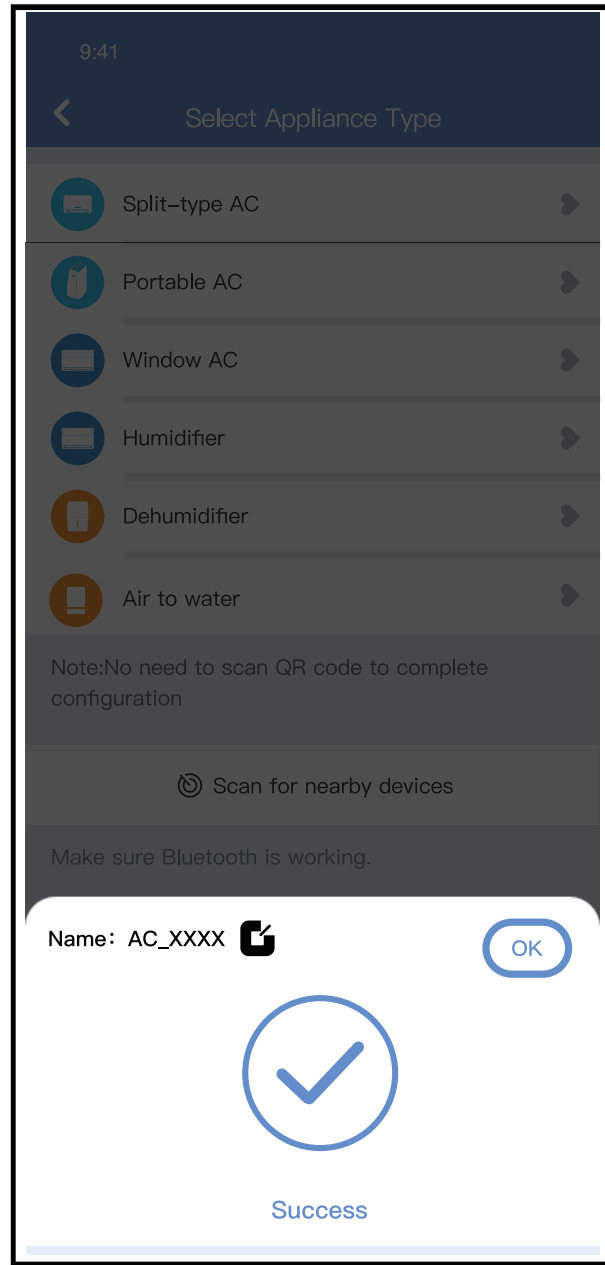 9:41
Select Appliance Type
Split-type AC
Portable AC
Window AC
Humidifier
Dehumidifier
Air to water
Note:No need to scan QR code to complete
configuration
Scan for nearby devices
Make sure Bluetooth is working.
Name: AC_XXXX
OK
Success